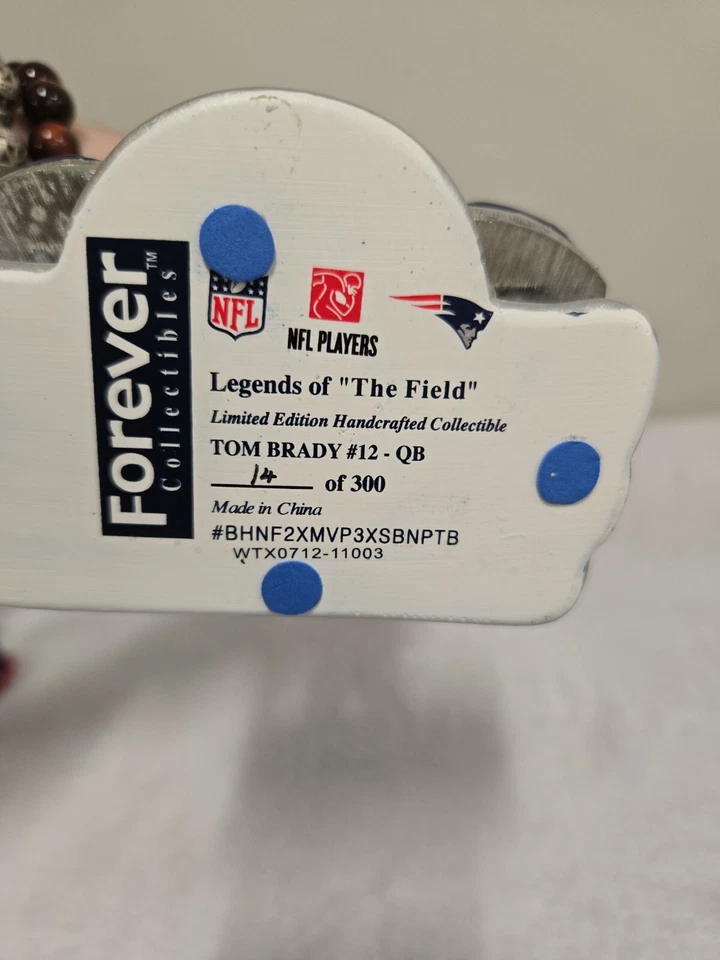 Forever™
Collectibles
NFL
NFL PLAYERS
Legends of "The Field"
Limited Edition Handcrafted Collectible
TOM BRADY #12 - QB
14 of 300
Made in China
#BHNF2XMVP3XSBNPTB
WTX0712-11003